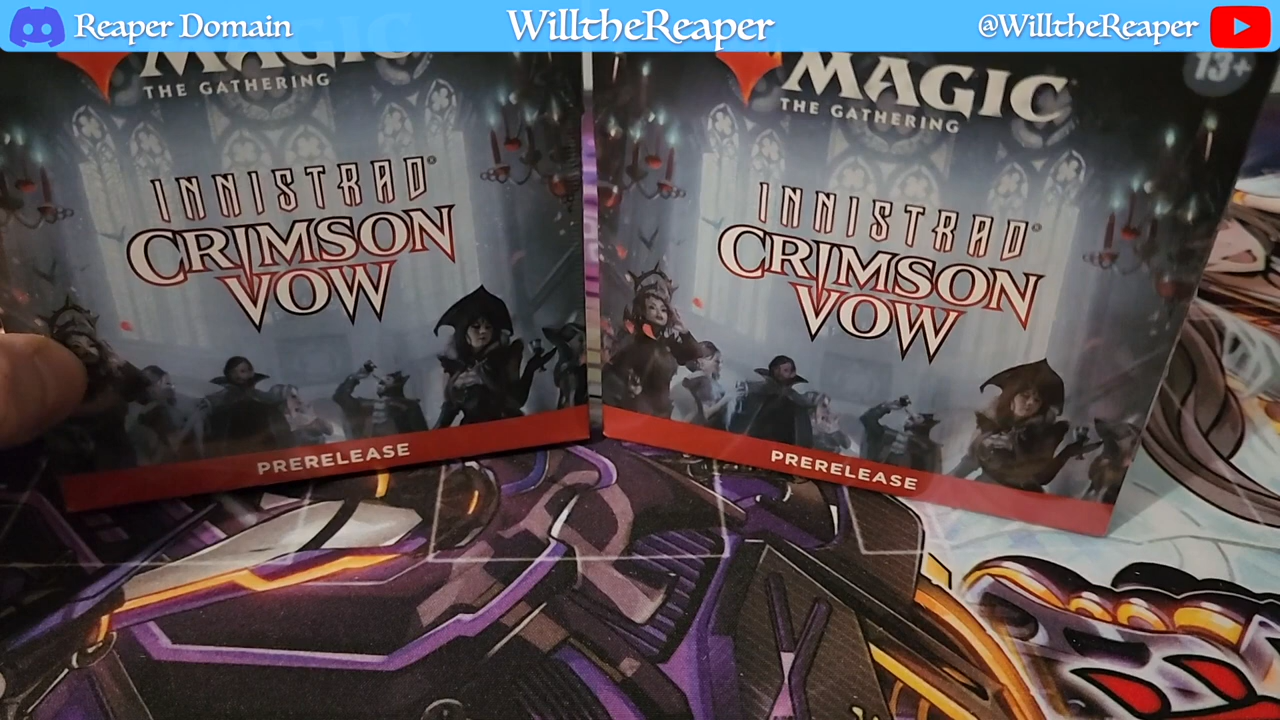 Reaper Domain
WilltheReaper
@WilltheReaper
MAGIC
THE GATHERING
INNISTRAD
CRIMSON
VOW
PRERELEASE
MAGIC
THE GATHERING
13+
INNISTRAD
CRIMSON
VOW
PRERELEASE